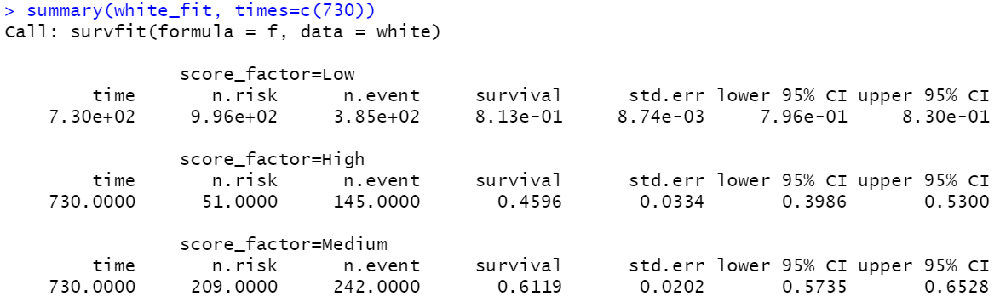 > summary(white_fit, times=c(730))
Call: survfit(formula = f, data = white)
score_factor=Low
time n.risk n.event survival std.err lower 95% CI upper 95% CI
7.30e+02 9.96e+02 3.85e+02 8.13e-01 8.74e-03 7.96e-01 8.30e-01
score_factor=High
time n.risk n.event survival std.err lower 95% CI upper 95% CI
730.0000 51.0000 145.0000 0.4596 0.0334 0.3986 0.5300
score_factor=Medium
time n.risk n.event survival std.err lower 95% CI upper 95% CI
730.0000 209.0000 242.0000 0.6119 0.0202 0.5735 0.6528